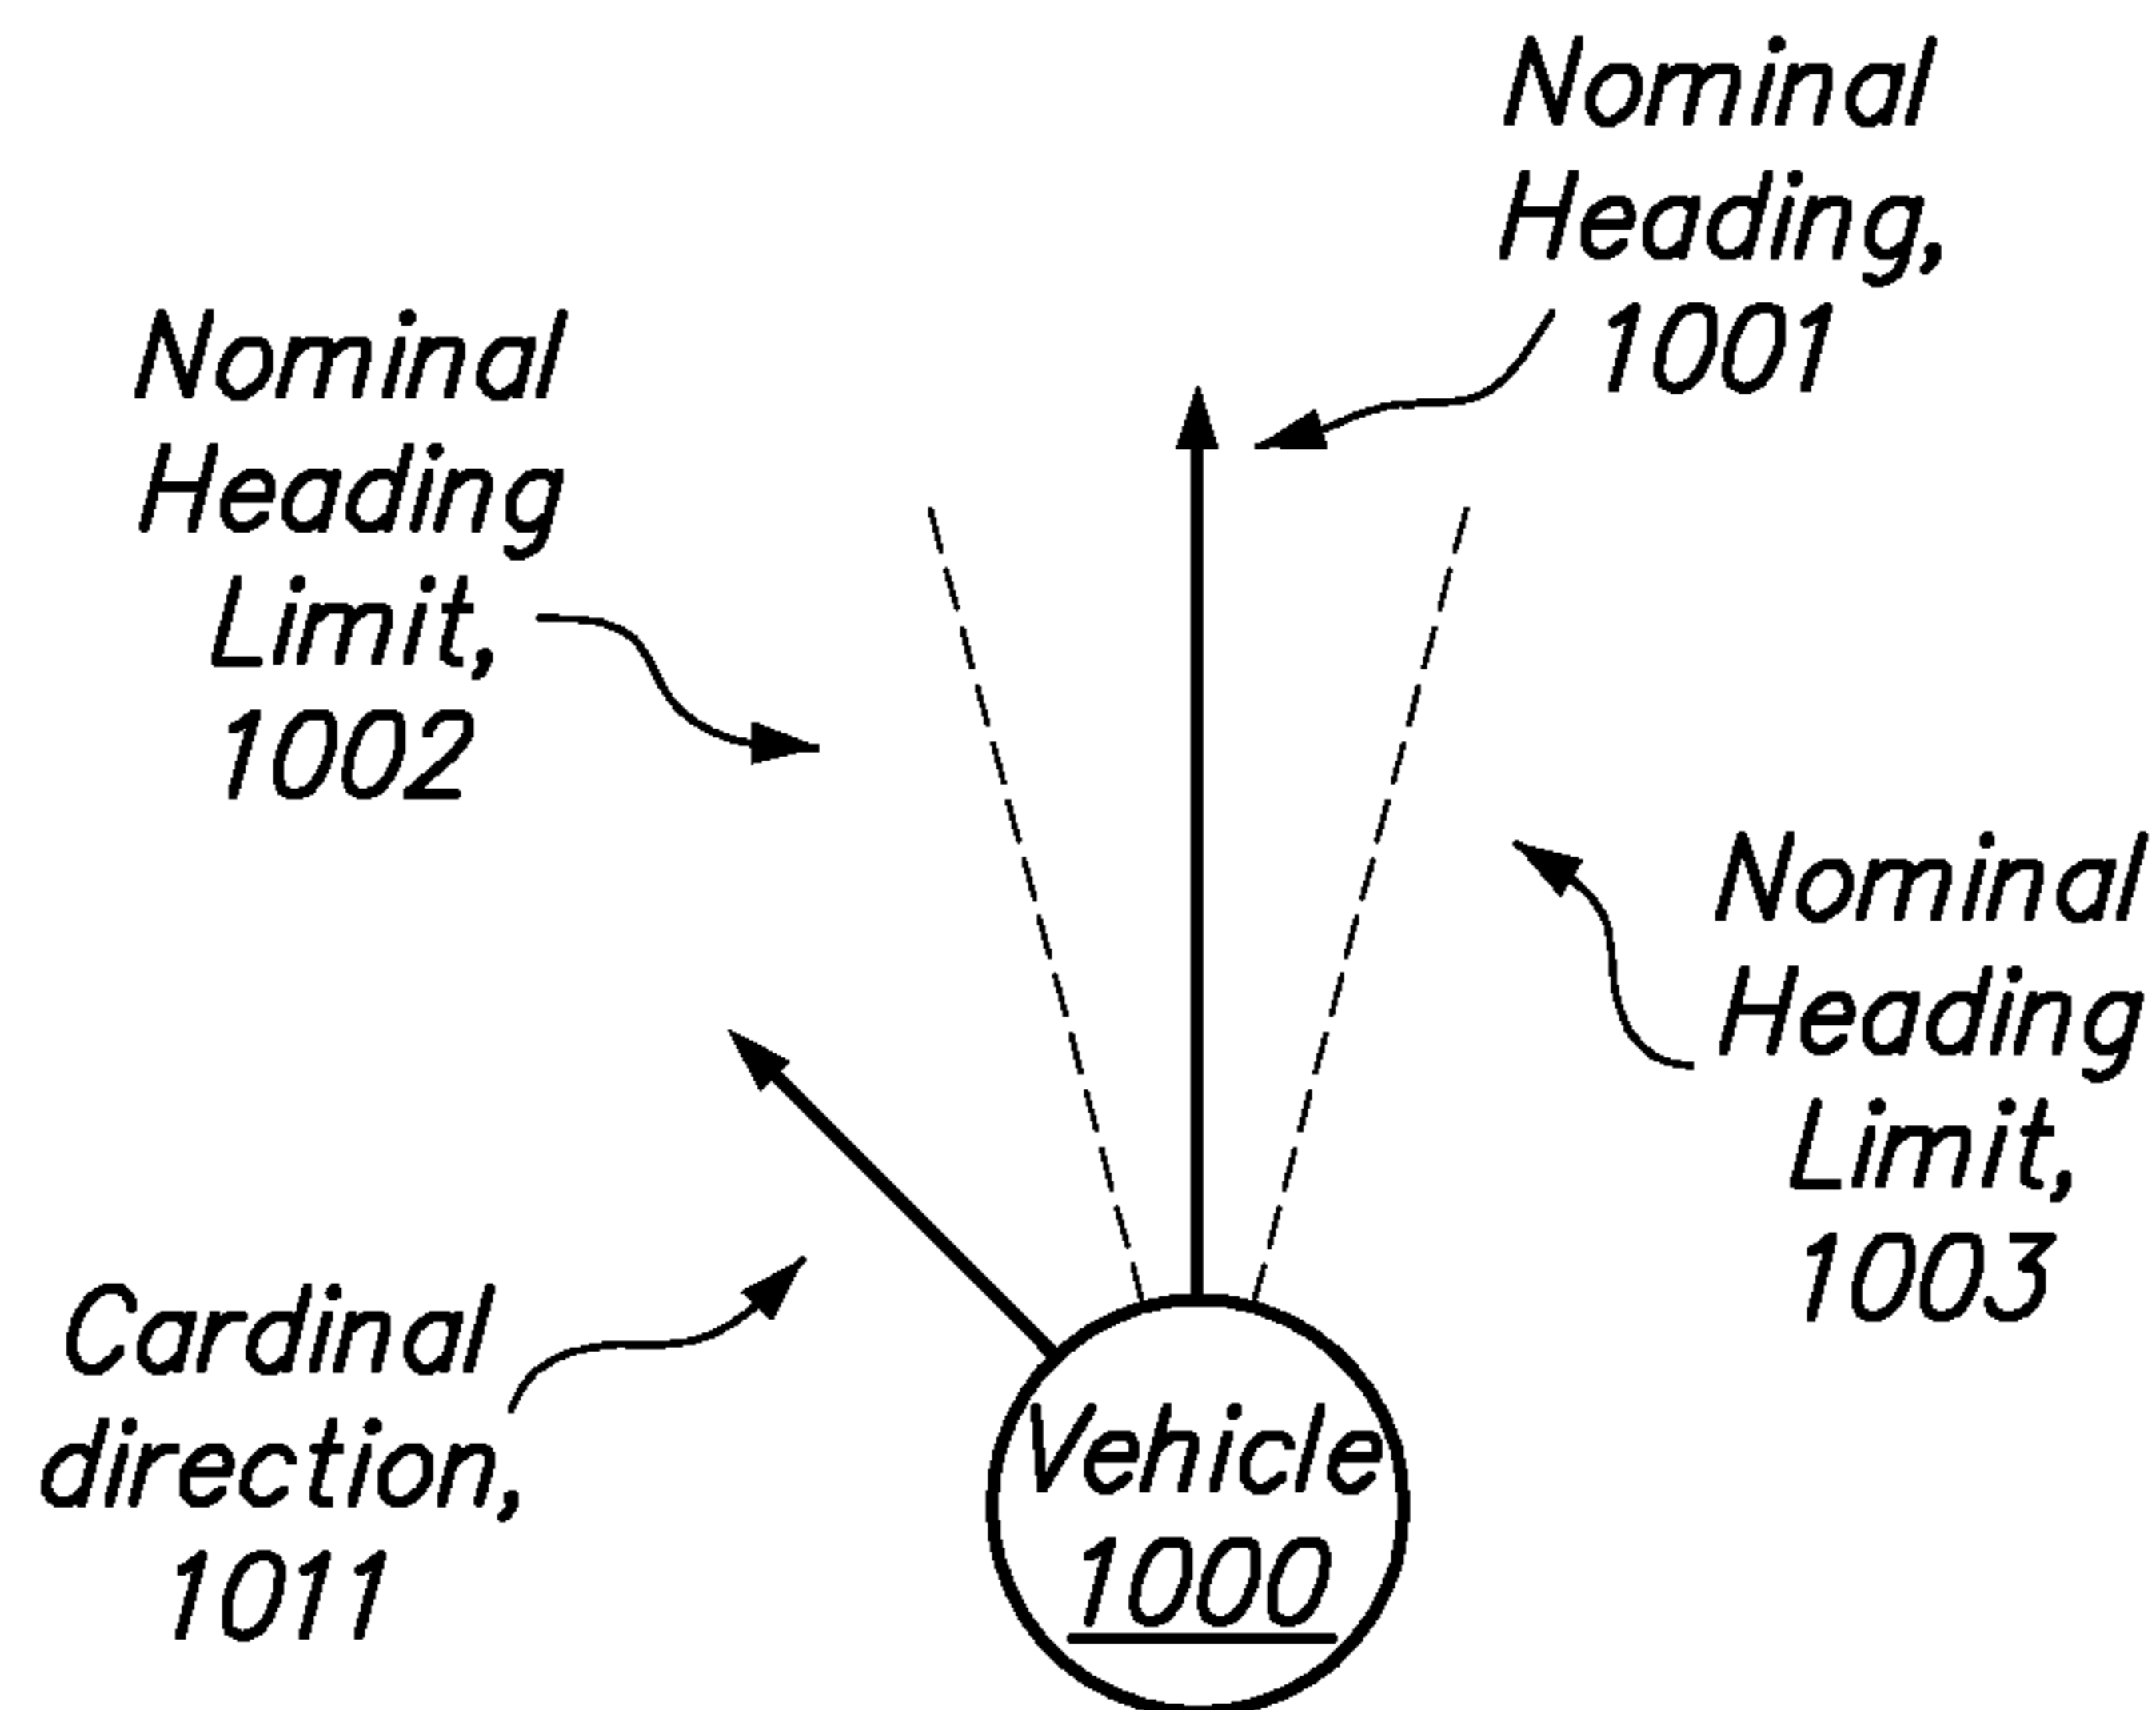 Nominal
Heading,
1001
Nominal
Heading
Limit,
1002
Nominal
Heading
Limit,
1003
Cardinal
direction,
1011
Vehicle
1000